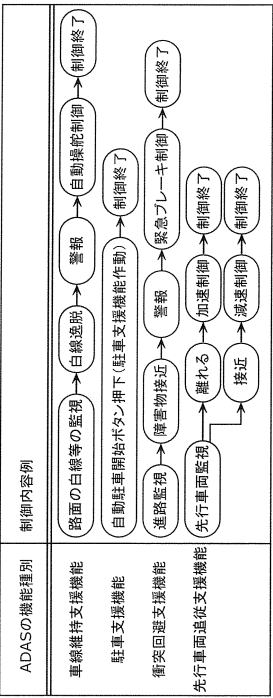 ADASの機能種別
制御内容例
車線維持支援機能
路面の白線等の監視
白線逸脱
警報
自動操舵制御
制御終了
駐車支援機能
自動駐車開始ボタン押下(駐車支援機能作動)
制御終了
衝突回避支援機能
進路監視
障害物接近
警報
緊急ブレーキ制御
制御終了
先行車両追従支援機能
先行車両監視
離れる
加速制御
制御終了
接近
減速制御
制御終了